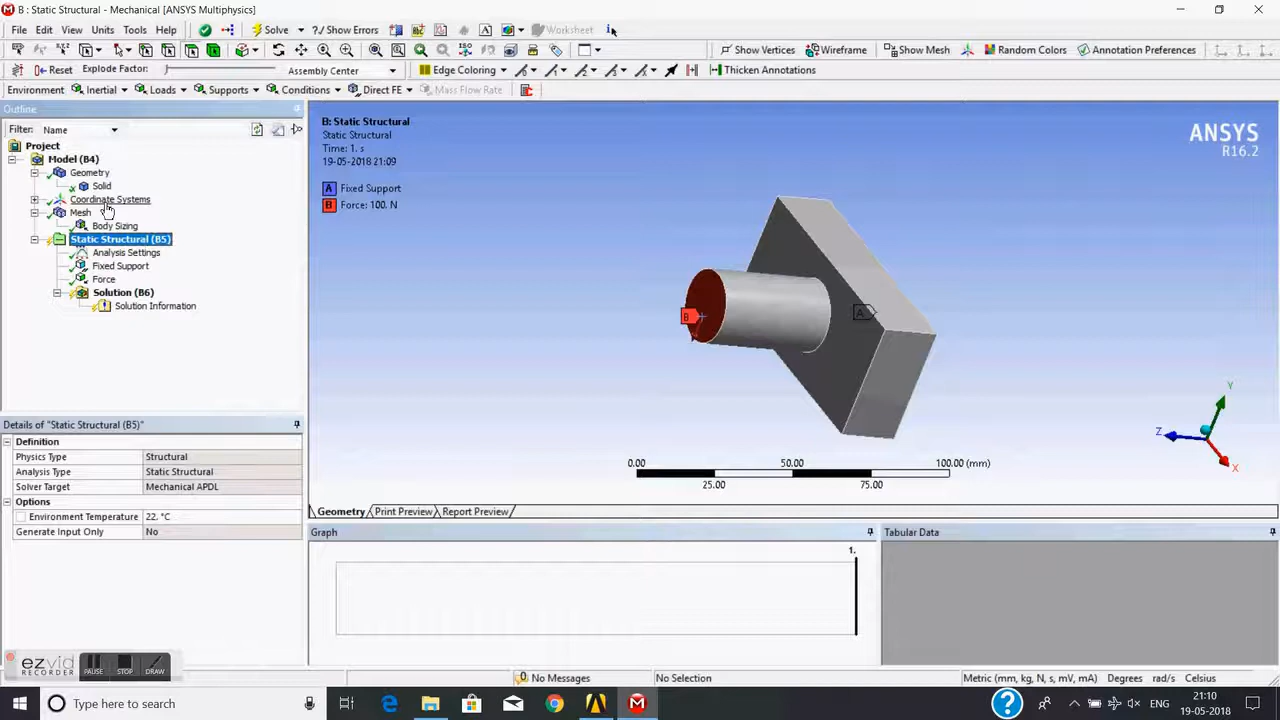 B : Static Structural - Mechanical [ANSYS Multiphysics]
File Edit View Units Tools Help Solve ?/ Show Errors Worksheet
Show Vertices Wireframe Show Mesh Random Colors Annotation Preferences
Reset Explode Factor: Assembly Center Edge Coloring Thicken Annotations
Environment Inertial Loads Supports Conditions Direct FE Mass Flow Rate
Outline
Filter: Name
Project
Model (B4)
Geometry
Solid
Coordinate Systems
Mesh
Body Sizing
Static Structural (B5)
Analysis Settings
Fixed Support
Force
Solution (B6)
Solution Information
B: Static Structural
Static Structural
Time: 1. s
19-05-2018 21:09
A Fixed Support
B Force: 100. N
ANSYS
R16.2
B
A
Y
Z
X
0.00 50.00 100.00 (mm)
25.00 75.00
Geometry Print Preview Report Preview
Details of "Static Structural (B5)"
Definition
Physics Type Structural
Analysis Type Static Structural
Solver Target Mechanical APDL
Options
Environment Temperature 22. °C
Generate Input Only No
Graph
1.
Tabular Data
ezvid
RECORDER
PAUSE STOP DRAW
No Messages No Selection Metric (mm, kg, N, s, mV, mA) Degrees rad/s Celsius
Type here to search
ENG
21:10
19-05-2018